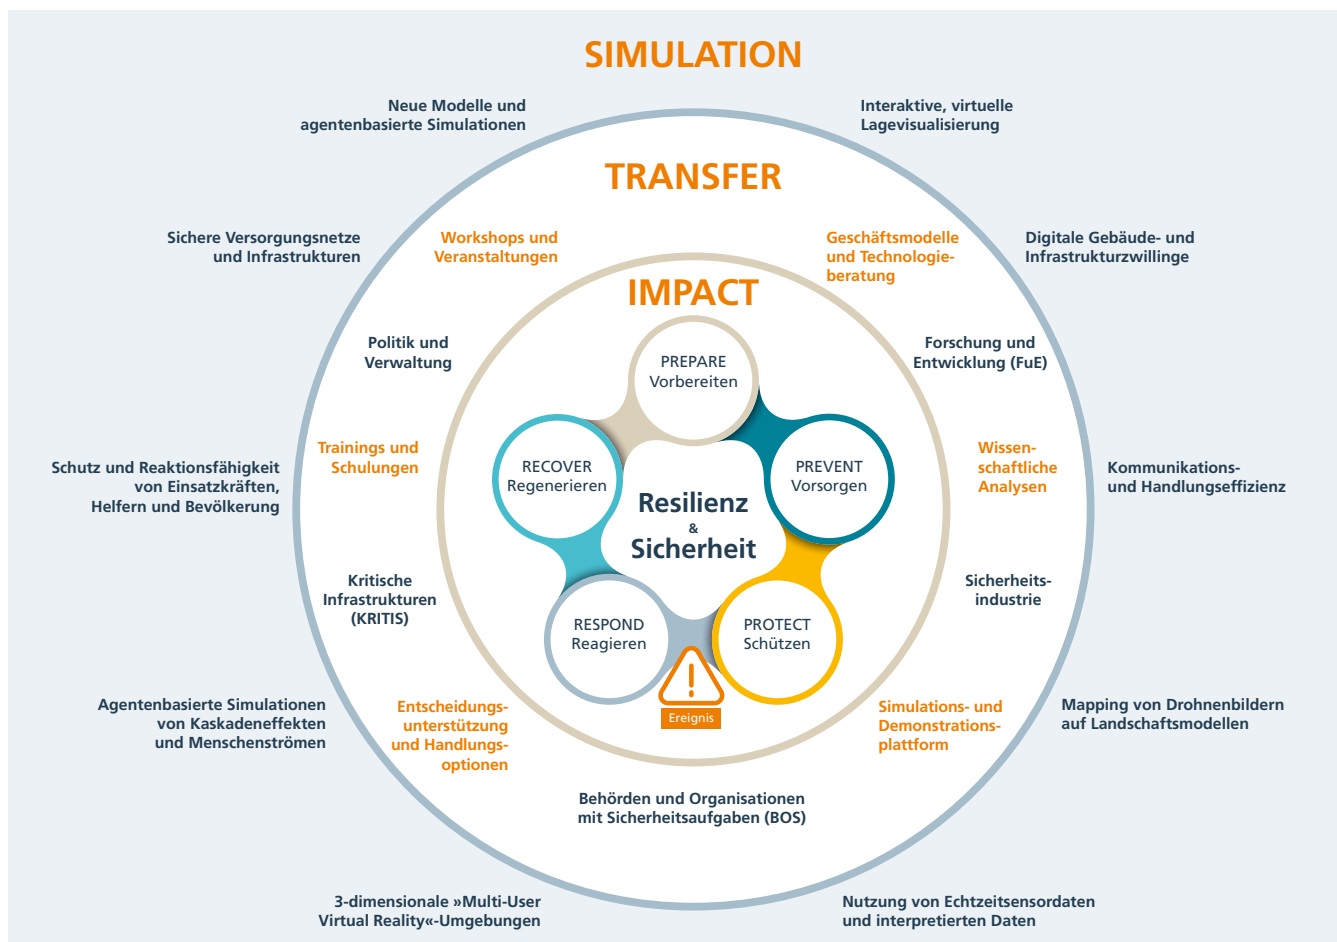 SIMULATION
Neue Modelle und
agentenbasierte Simulationen
Interaktive, virtuelle
Lagevisualisierung
TRANSFER
Sichere Versorgungsnetze
und Infrastrukturen
Workshops und
Veranstaltungen
Geschäftsmodelle
und Technologie-
beratung
Digitale Gebäude- und
Infrastrukturzwillinge
IMPACT
Politik und
Verwaltung
PREPARE
Vorbereiten
Forschung und
Entwicklung (FuE)
Schutz und Reaktionsfähigkeit
von Einsatzkräften,
Helfern und Bevölkerung
Trainings und
Schulungen
RECOVER
Regenerieren
Resilienz
&
Sicherheit
PREVENT
Vorsorgen
Wissen-
schaftliche
Analysen
Kommunikations-
und Handlungseffizienz
Kritische
Infrastrukturen
(KRITIS)
RESPOND
Reagieren
PROTECT
Schützen
Sicherheits-
industrie
Ereignis
Agentenbasierte Simulationen
von Kaskadeneffekten
und Menschenströmen
Entscheidungs-
unterstützung
und Handlungs-
optionen
Simulations- und
Demonstrations-
plattform
Mapping von Drohnenbildern
auf Landschaftsmodellen
Behörden und Organisationen
mit Sicherheitsaufgaben (BOS)
3-dimensionale »Multi-User
Virtual Reality«-Umgebungen
Nutzung von Echtzeitsensordaten
und interpretierten Daten